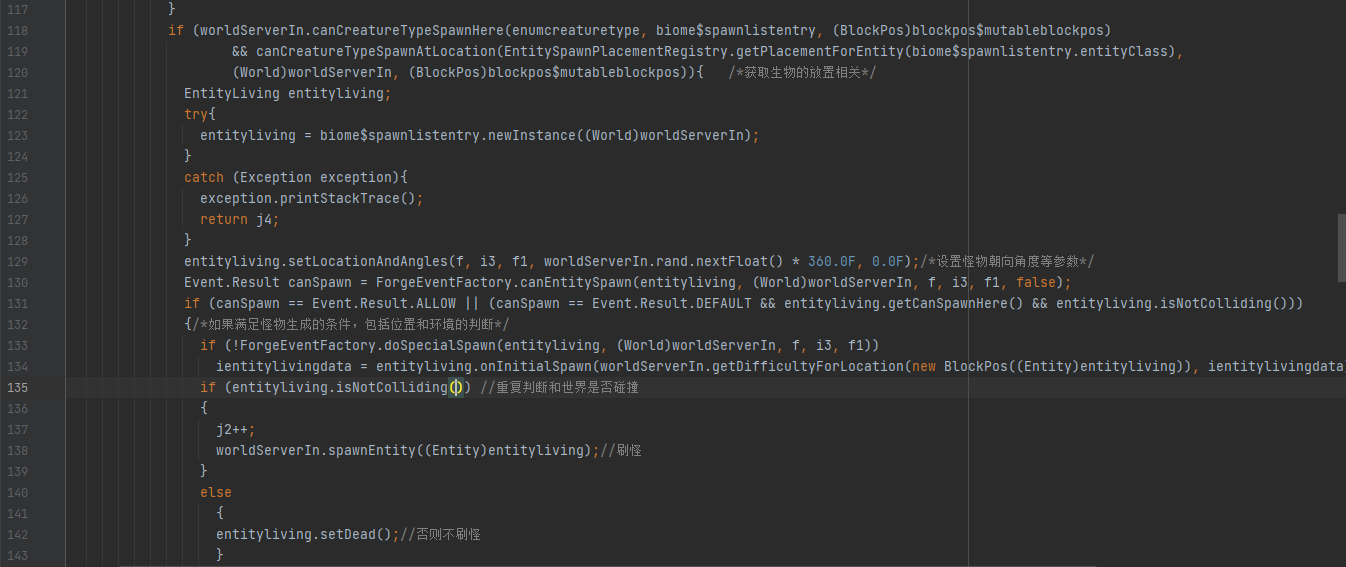 117 }
118 if (worldServerIn.canCreatureTypeSpawnHere(enumcreaturetype, biome$spawnlistentry, (BlockPos)blockpos$mutableblockpos)
119 && canCreatureTypeSpawnAtLocation(EntitySpawnPlacementRegistry.getPlacementForEntity(biome$spawnlistentry.entityClass),
120 (World)worldServerIn, (BlockPos)blockpos$mutableblockpos)){ /*获取生物的放置相关*/
121 EntityLiving entityliving;
122 try{
123 entityliving = biome$spawnlistentry.newInstance((World)worldServerIn);
124 }
125 catch (Exception exception){
126 exception.printStackTrace();
127 return j4;
128 }
129 entityliving.setLocationAndAngles(f, i3, f1, worldServerIn.rand.nextFloat() * 360.0F, 0.0F);/*设置怪物朝向角度等参数*/
130 Event.Result canSpawn = ForgeEventFactory.canEntitySpawn(entityliving, (World)worldServerIn, f, i3, f1, false);
131 if (canSpawn == Event.Result.ALLOW || (canSpawn == Event.Result.DEFAULT && entityliving.getCanSpawnHere() && entityliving.isNotColliding()))
132 {/*如果满足怪物生成的条件，包括位置和环境的判断*/
133 if (!ForgeEventFactory.doSpecialSpawn(entityliving, (World)worldServerIn, f, i3, f1))
134 ientitylivingdata = entityliving.onInitialSpawn(worldServerIn.getDifficultyForLocation(new BlockPos((Entity)entityliving)), ientitylivingdata
135 if (entityliving.isNotColliding()) //重复判断和世界是否碰撞
136 {
137 j2++;
138 worldServerIn.spawnEntity((Entity)entityliving);//刷怪
139 }
140 else
141 {
142 entityliving.setDead();//否则不刷怪
143 }